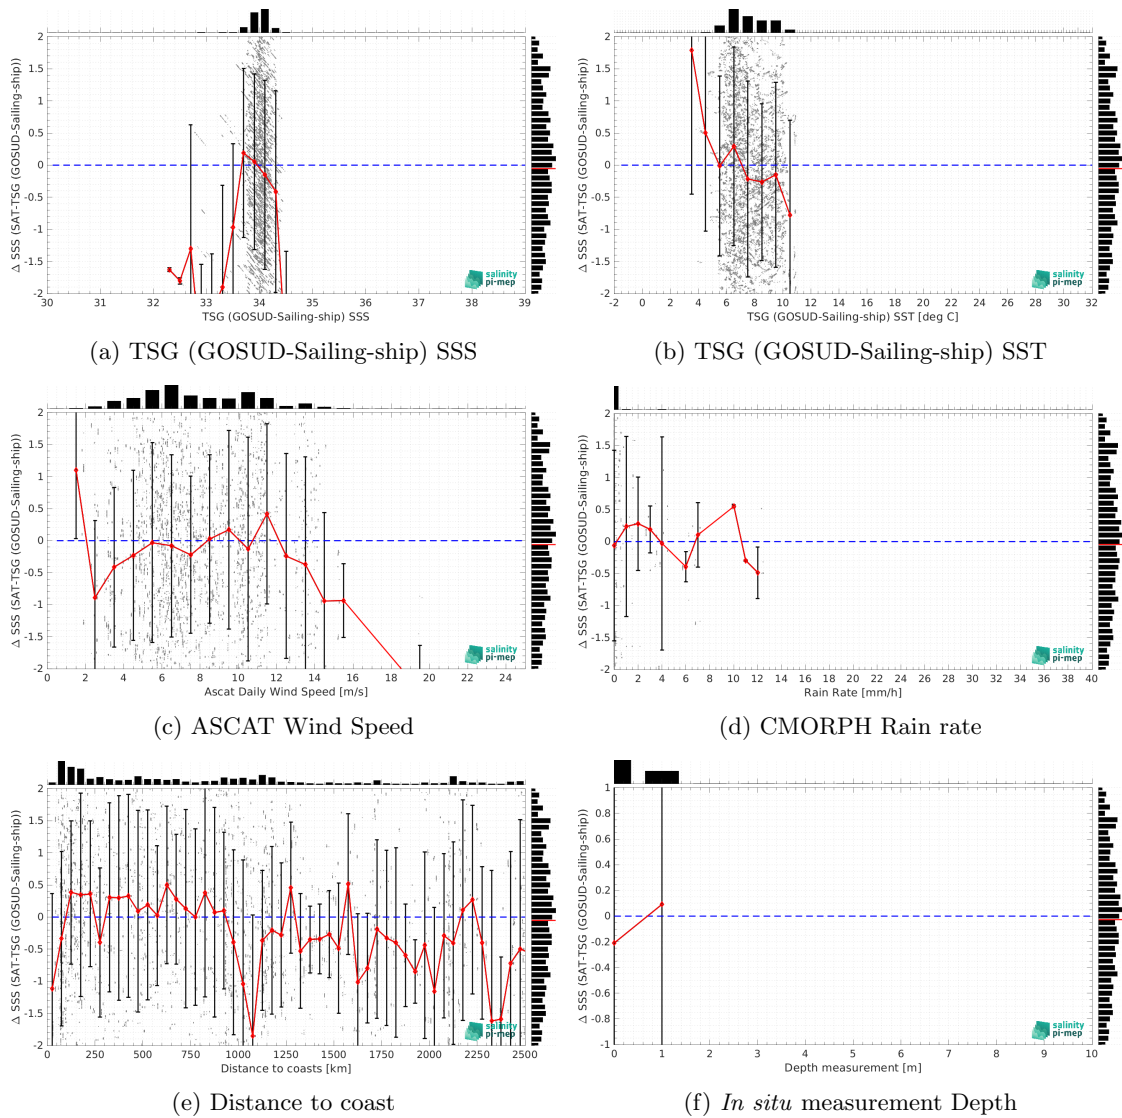 Δ SSS (SAT-TSG (GOSUD-Sailing-ship))
2
1.5
1
0.5
0
-0.5
-1
-1.5
-2
30 31 32 33 34 35 36 37 38 39
TSG (GOSUD-Sailing-ship) SSS
salinity
pi-mep
(a) TSG (GOSUD-Sailing-ship) SSS
Δ SSS (SAT-TSG (GOSUD-Sailing-ship))
2
1.5
1
0.5
0
-0.5
-1
-1.5
-2
-2 0 2 4 6 8 10 12 14 16 18 20 22 24 26 28 30 32
TSG (GOSUD-Sailing-ship) SST [deg C]
salinity
pi-mep
(b) TSG (GOSUD-Sailing-ship) SST
Δ SSS (SAT-TSG (GOSUD-Sailing-ship))
2
1.5
1
0.5
0
-0.5
-1
-1.5
-2
0 2 4 6 8 10 12 14 16 18 20 22 24
Ascat Daily Wind Speed [m/s]
salinity
pi-mep
(c) ASCAT Wind Speed
Δ SSS (SAT-TSG (GOSUD-Sailing-ship))
2
1.5
1
0.5
0
-0.5
-1
-1.5
-2
0 2 4 6 8 10 12 14 16 18 20 22 24 26 28 30 32 34 36 38 40
Rain Rate [mm/h]
salinity
pi-mep
(d) CMORPH Rain rate
Δ SSS (SAT-TSG (GOSUD-Sailing-ship))
2
1.5
1
0.5
0
-0.5
-1
-1.5
-2
0 250 500 750 1000 1250 1500 1750 2000 2250 2500
Distance to coasts [km]
salinity
pi-mep
(e) Distance to coast
Δ SSS (SAT-TSG (GOSUD-Sailing-ship))
1
0.8
0.6
0.4
0.2
0
-0.2
-0.4
-0.6
-0.8
-1
0 1 2 3 4 5 6 7 8 9 10
Depth measurement [m]
salinity
pi-mep
(f) In situ measurement Depth